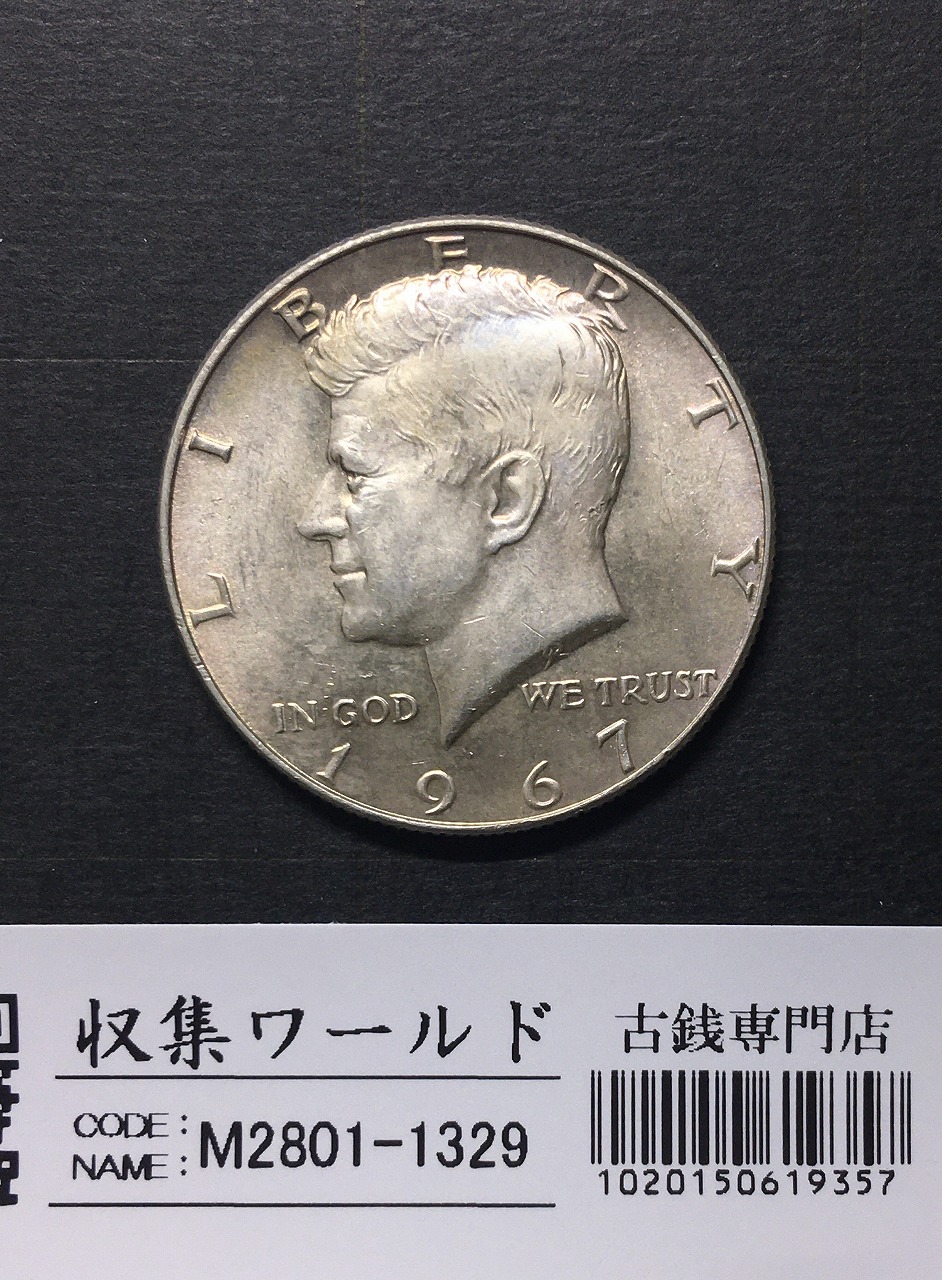 LIBERTY
IN GOD WE TRUST
1967
収集ワールド
古銭専門店
CODE:
NAME:
M2801-1329
1020150619357